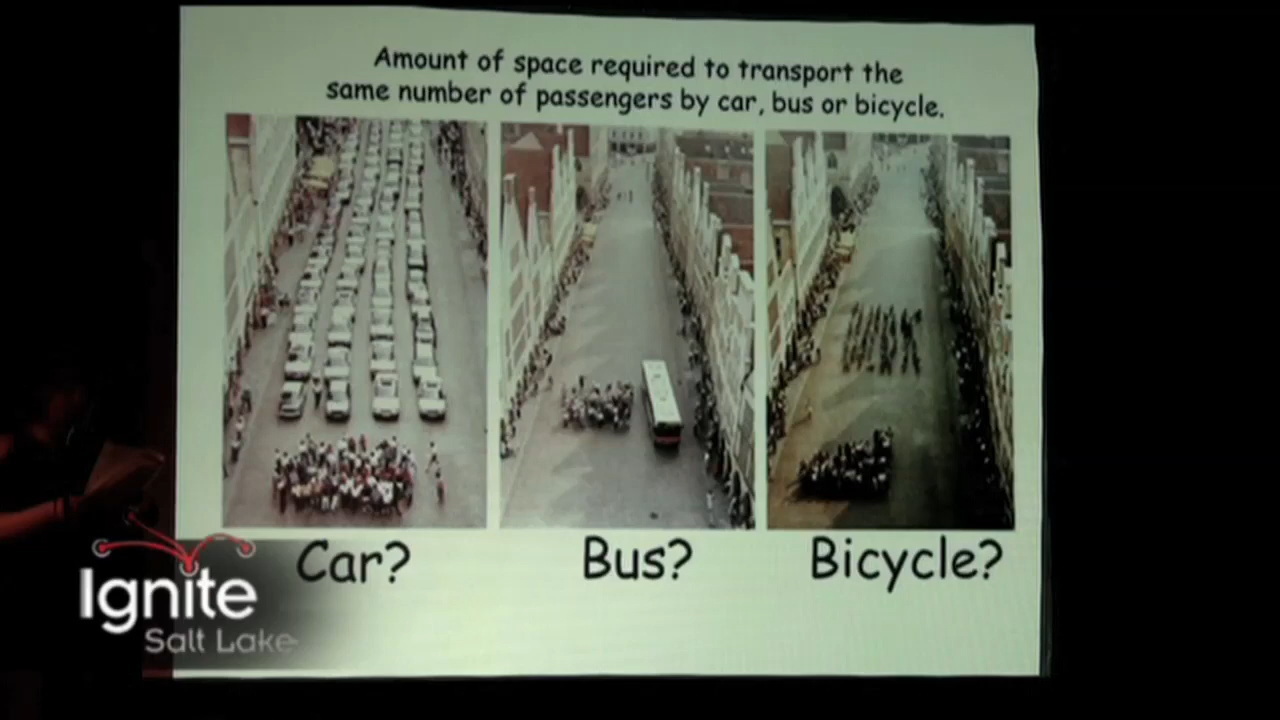 Amount of space required to transport the
same number of passengers by car, bus or bicycle.
Car?
Bus?
Bicycle?
Ignite
Salt Lake